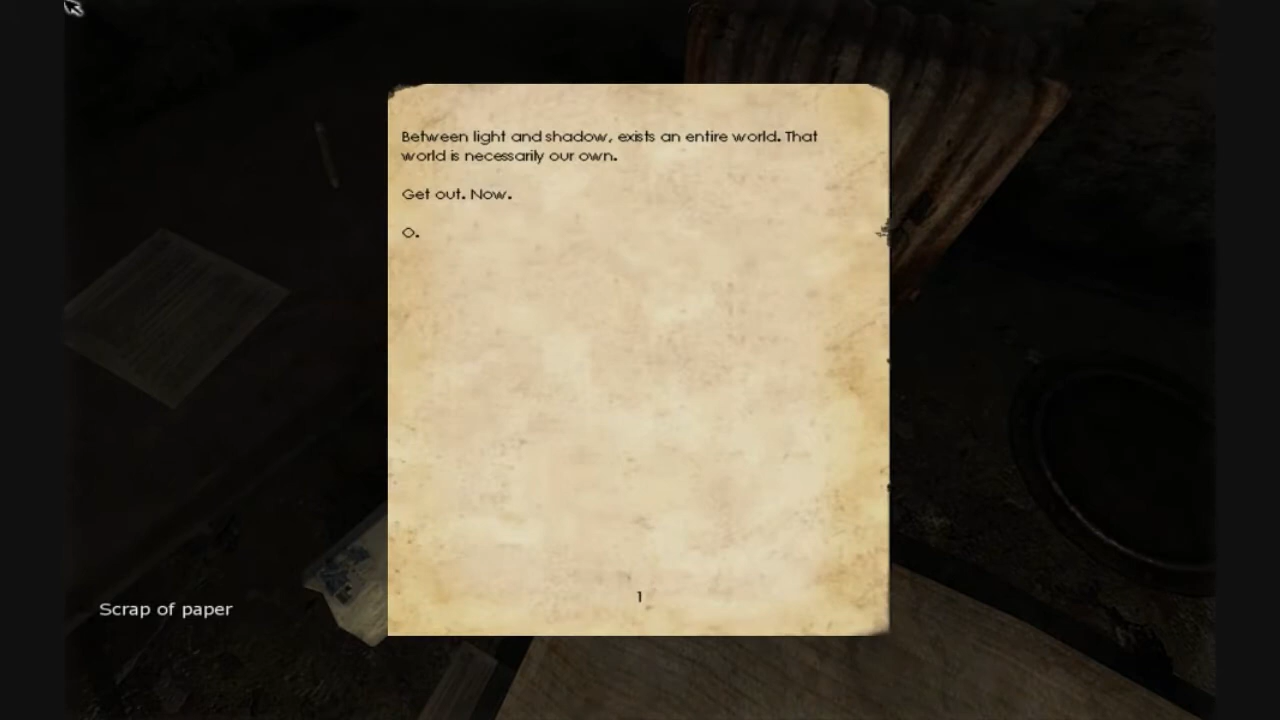 Between light and shadow, exists an entire world. That
world is necessarily our own.
Get out. Now.
O.
1
Scrap of paper